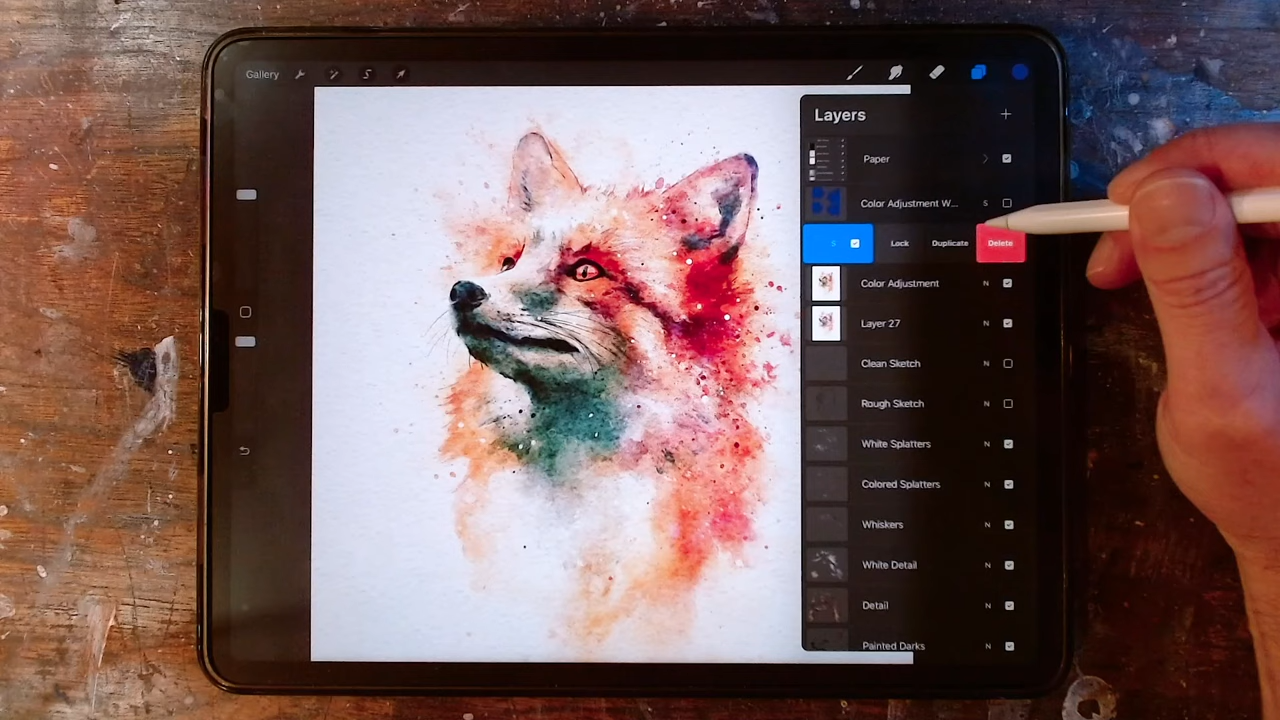 Gallery
Layers
Paper
Color Adjustment W... S
S Lock Duplicate Delete
Color Adjustment N
Layer 27 N
Clean Sketch N
Rough Sketch N
White Splatters N
Colored Splatters N
Whiskers N
White Detail N
Detail N
Painted Darks N